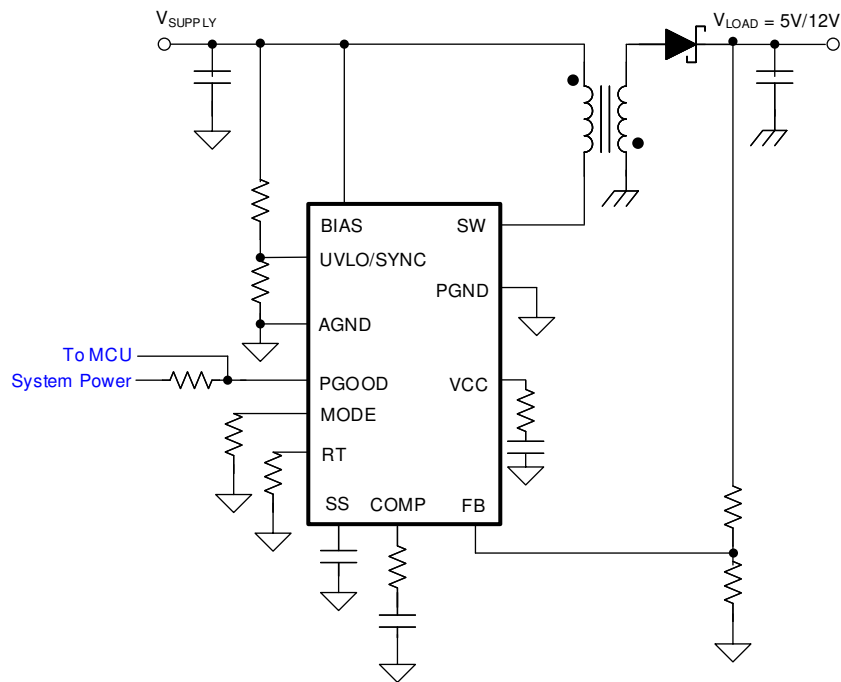 VSUPPLY
VLOAD = 5V/12V
BIAS
SW
UVLO/SYNC
PGND
AGND
To MCU
System Power
PGOOD
VCC
MODE
RT
SS
COMP
FB